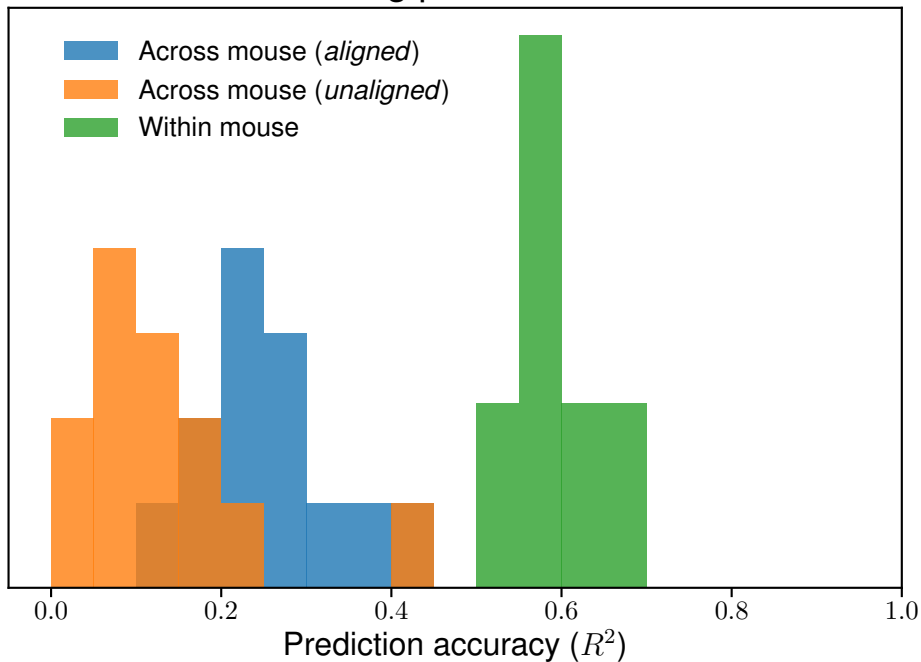 Across mouse (aligned)
Across mouse (unaligned)
Within mouse
0.0 0.2 0.4 0.6 0.8 1.0
Prediction accuracy (R²)